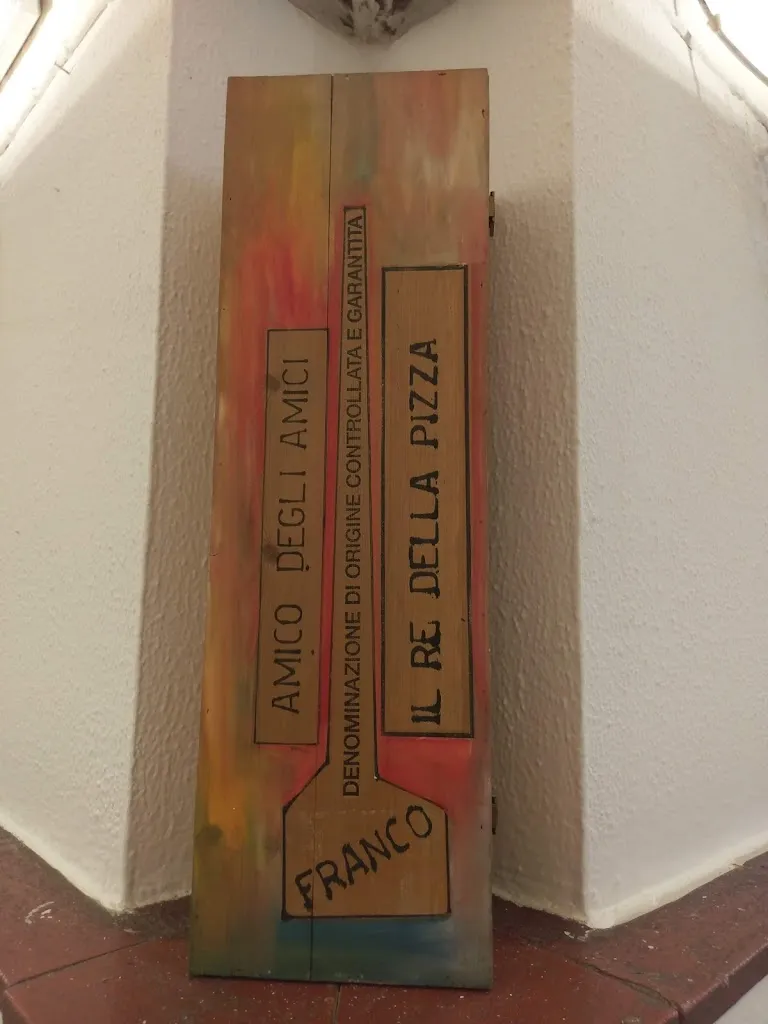 AMICO DEGLI AMICI
DENOMINAZIONE DI ORIGINE CONTROLLATA E GARANTITA
IL RE DELLA PIZZA
FRANCO